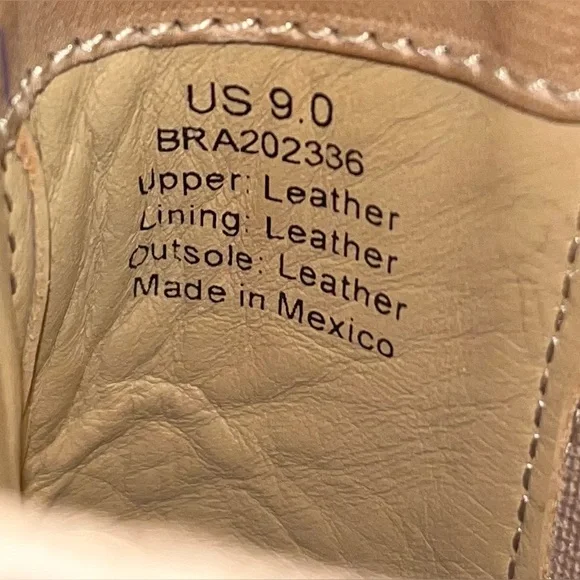 US 9.0
BRA202336
Upper: Leather
Lining: Leather
Outsole: Leather
Made in Mexico